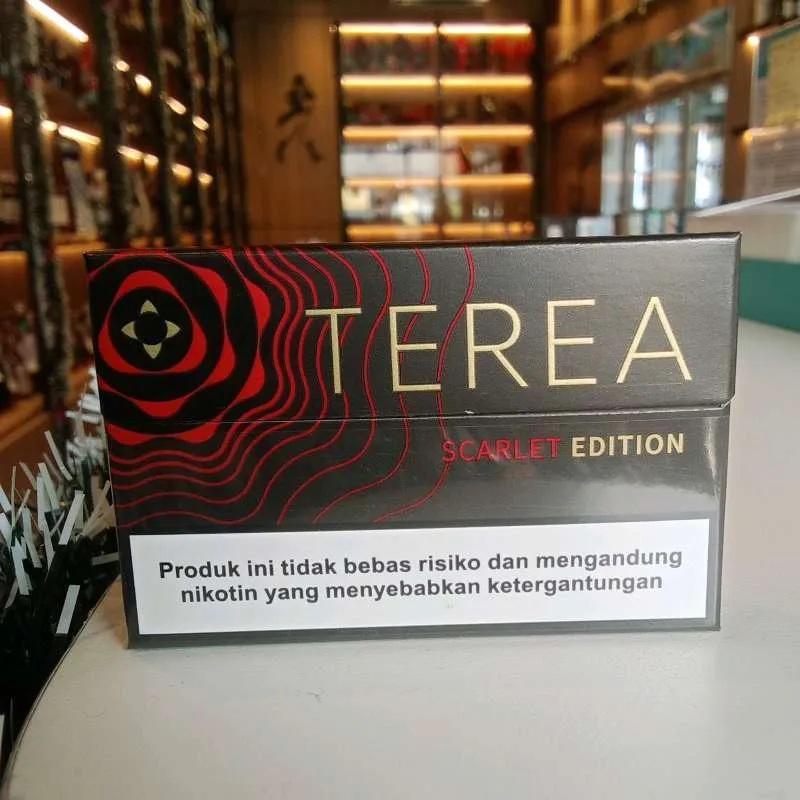 TEREA
SCARLET EDITION
Produk ini tidak bebas risiko dan mengandung
nikotin yang menyebabkan ketergantungan